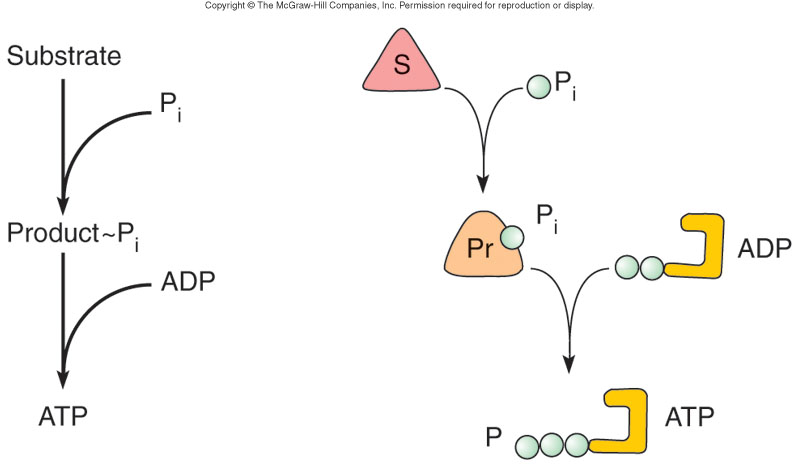 Copyright © The McGraw-Hill Companies, Inc. Permission required for reproduction or display.
Substrate
Pi
Product~Pi
ADP
ATP
S
Pi
Pr
Pi
ADP
P
ATP